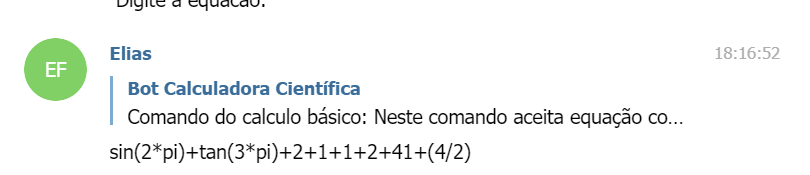 Digite a equacao:
Elias
18:16:52
EF
Bot Calculadora Científica
Comando do calculo básico: Neste comando aceita equação co...
sin(2*pi)+tan(3*pi)+2+1+1+2+41+(4/2)